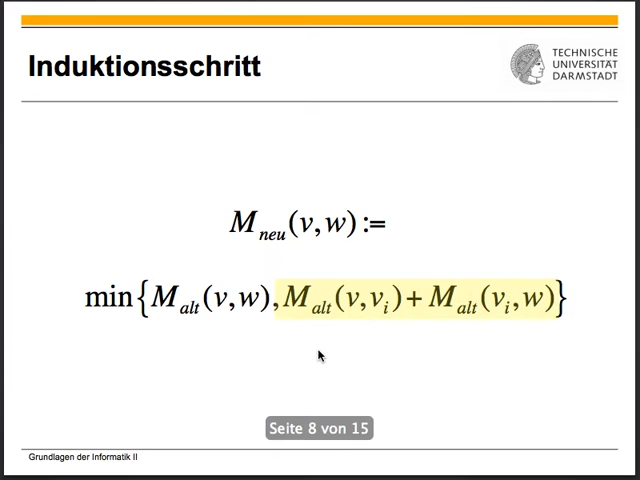 Induktionsschritt
TECHNISCHE
UNIVERSITÄT
DARMSTADT
M_neu(v,w) :=
min{M_alt(v,w), M_alt(v,v_i) + M_alt(v_i,w)}
Seite 8 von 15
Grundlagen der Informatik II